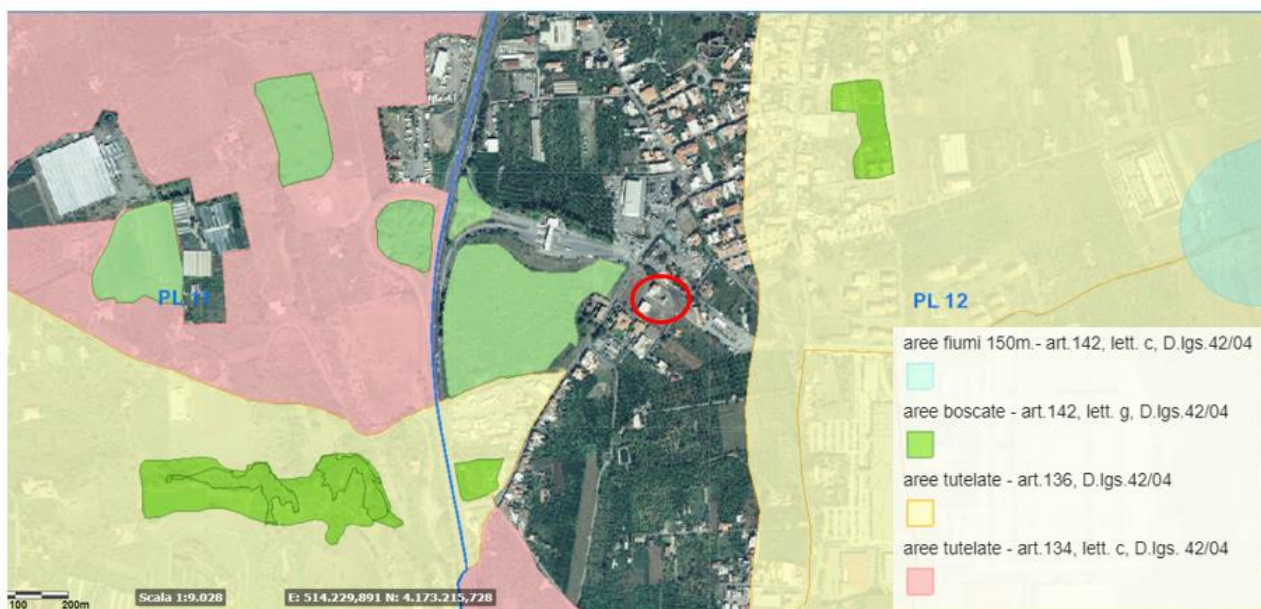 PL 11
PL 12
aree fiumi 150m.- art.142, lett. c, D.lgs.42/04
aree boscate - art.142, lett. g, D.lgs.42/04
aree tutelate - art.136, D.lgs.42/04
aree tutelate - art.134, lett. c, D.lgs. 42/04
100 200m
Scala 1:9.028
E: 514.229,891 N: 4.173.215,728